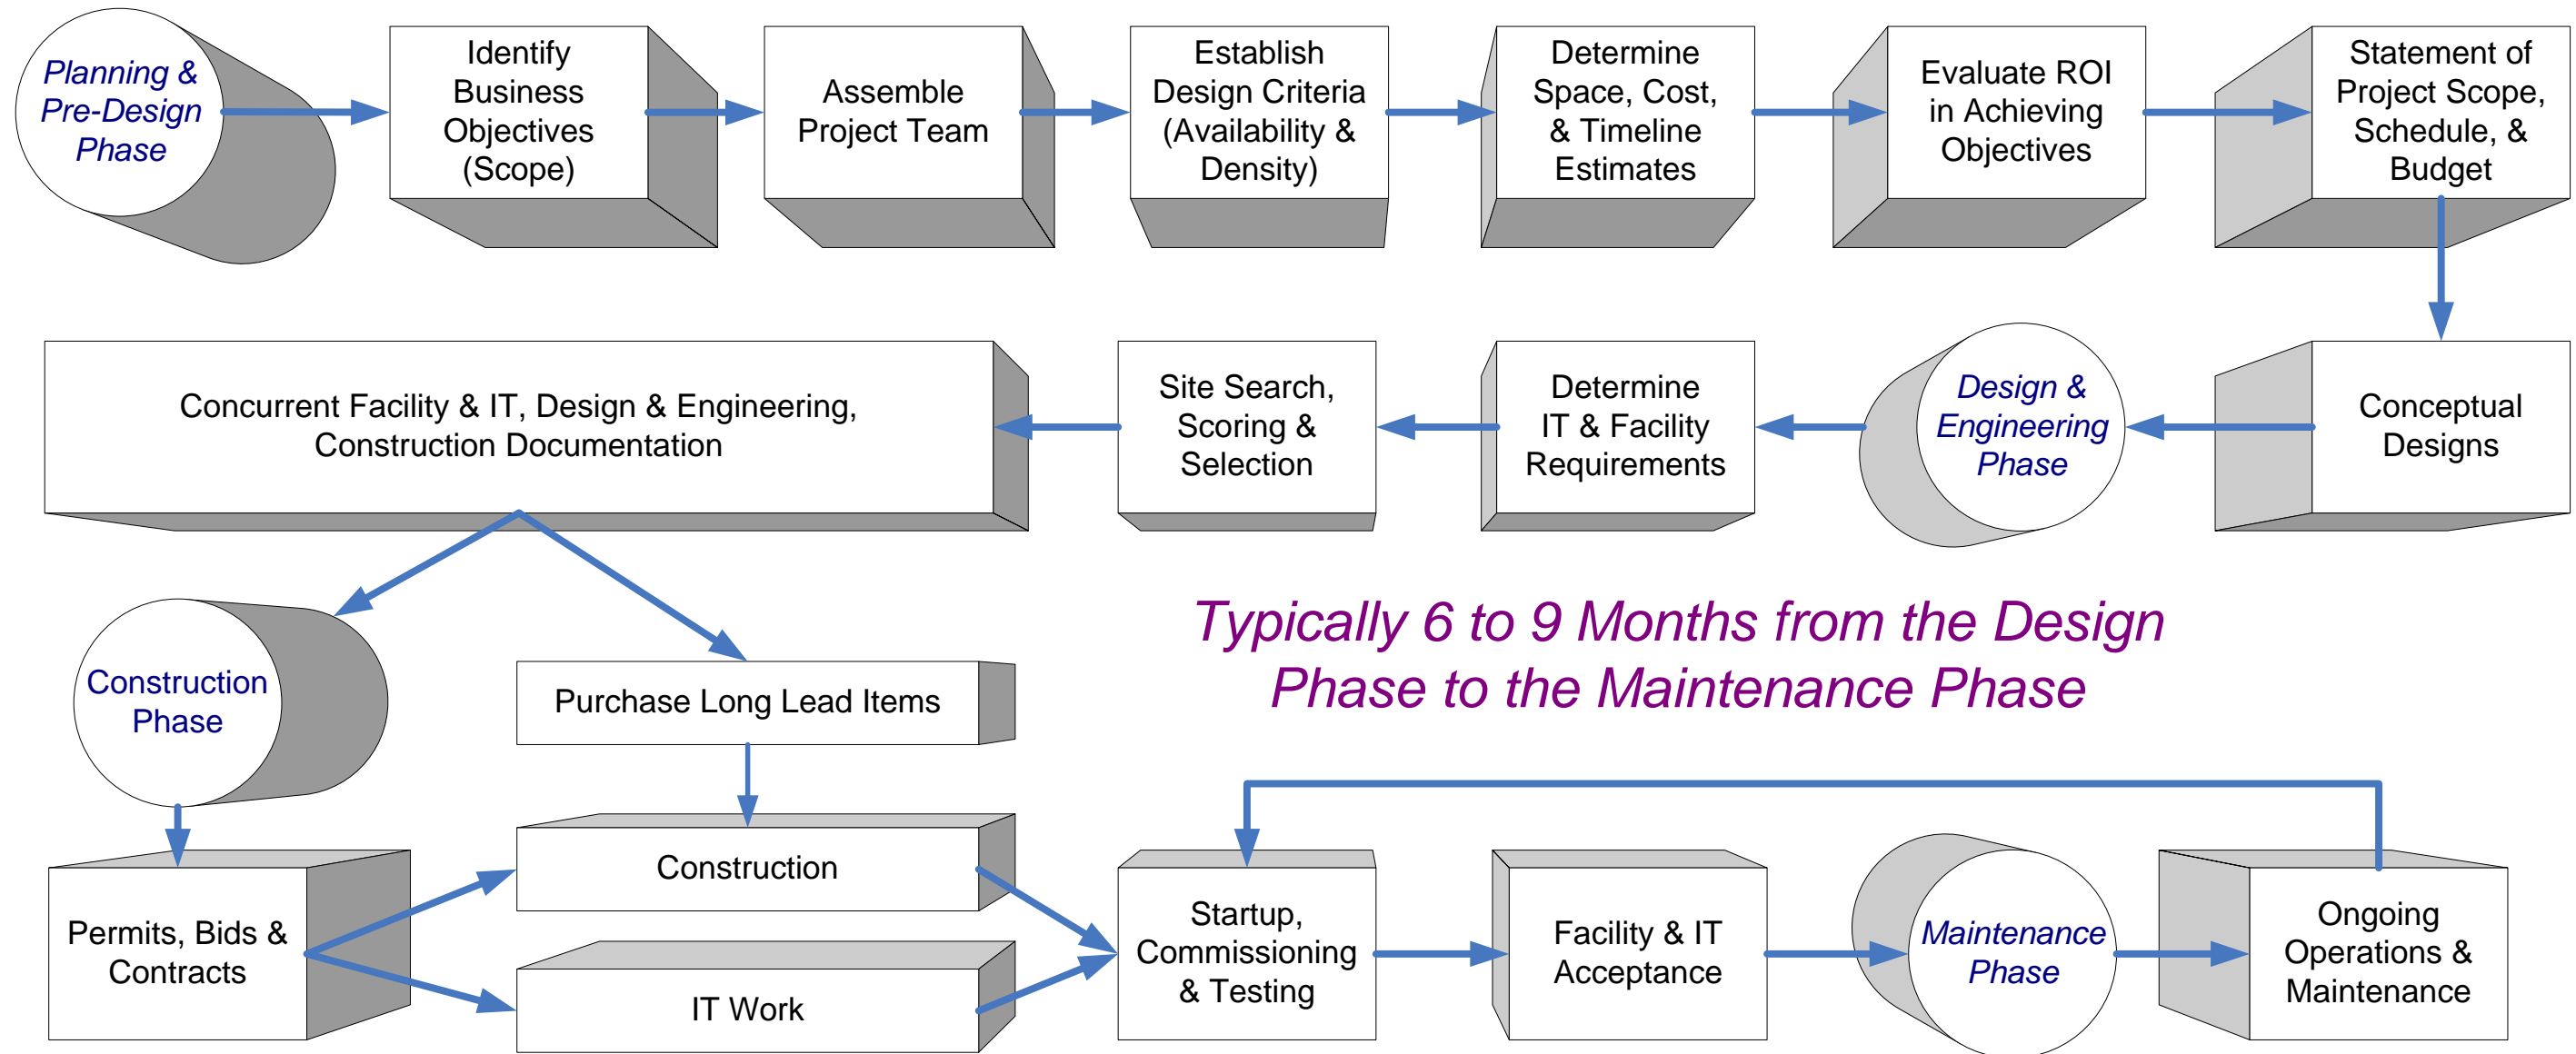 Planning &
Pre-Design
Phase
Identify
Business
Objectives
(Scope)
Assemble
Project Team
Establish
Design Criteria
(Availability &
Density)
Determine
Space, Cost,
& Timeline
Estimates
Evaluate ROI
in Achieving
Objectives
Statement of
Project Scope,
Schedule, &
Budget
Conceptual
Designs
Design &
Engineering
Phase
Determine
IT & Facility
Requirements
Site Search,
Scoring &
Selection
Concurrent Facility & IT, Design & Engineering,
Construction Documentation
Typically 6 to 9 Months from the Design
Phase to the Maintenance Phase
Construction
Phase
Purchase Long Lead Items
Permits, Bids &
Contracts
Construction
IT Work
Startup,
Commissioning
& Testing
Facility & IT
Acceptance
Maintenance
Phase
Ongoing
Operations &
Maintenance